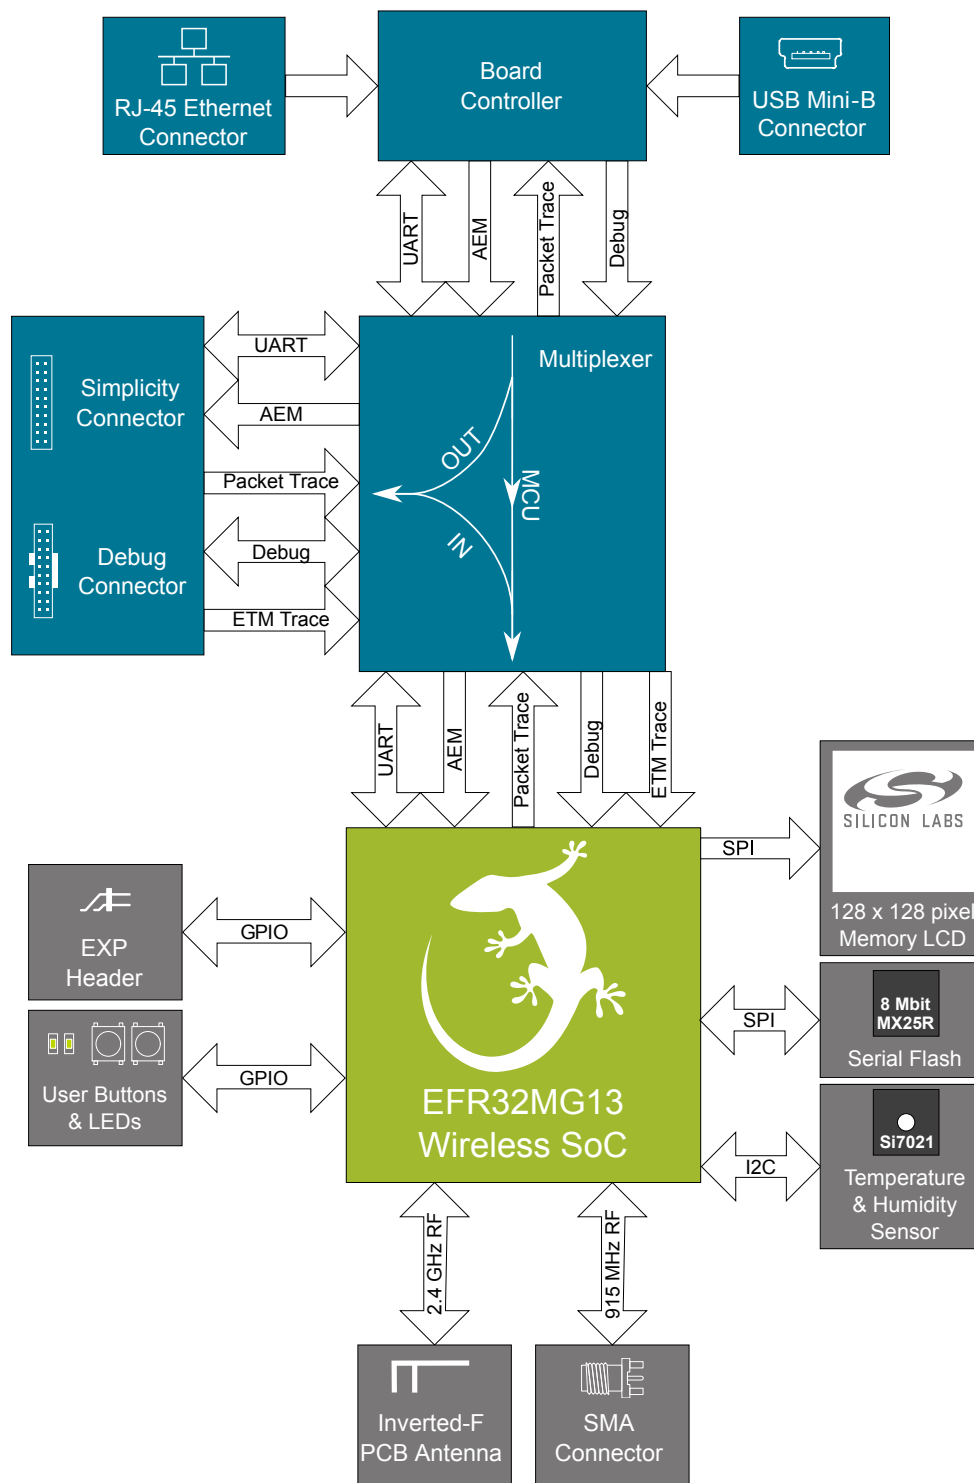 RJ-45 Ethernet
Connector
Board
Controller
USB Mini-B
Connector
UART
AEM
Packet Trace
Debug
Simplicity
Connector
Debug
Connector
UART
AEM
Packet Trace
Debug
ETM Trace
Multiplexer
OUT
MCU
IN
UART
AEM
Packet Trace
Debug
ETM Trace
SILICON LABS
128 x 128 pixel
Memory LCD
SPI
EXP
Header
GPIO
8 Mbit
MX25R
Serial Flash
SPI
User Buttons
& LEDs
GPIO
EFR32MG13
Wireless SoC
Si7021
Temperature
& Humidity
Sensor
I2C
2.4 GHz RF
915 MHz RF
Inverted-F
PCB Antenna
SMA
Connector